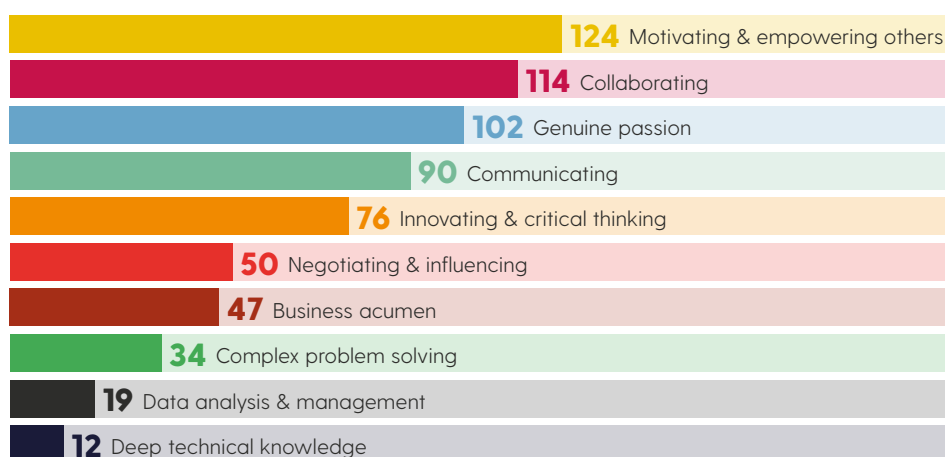 124 Motivating & empowering others
114 Collaborating
102 Genuine passion
90 Communicating
76 Innovating & critical thinking
50 Negotiating & influencing
47 Business acumen
34 Complex problem solving
19 Data analysis & management
12 Deep technical knowledge